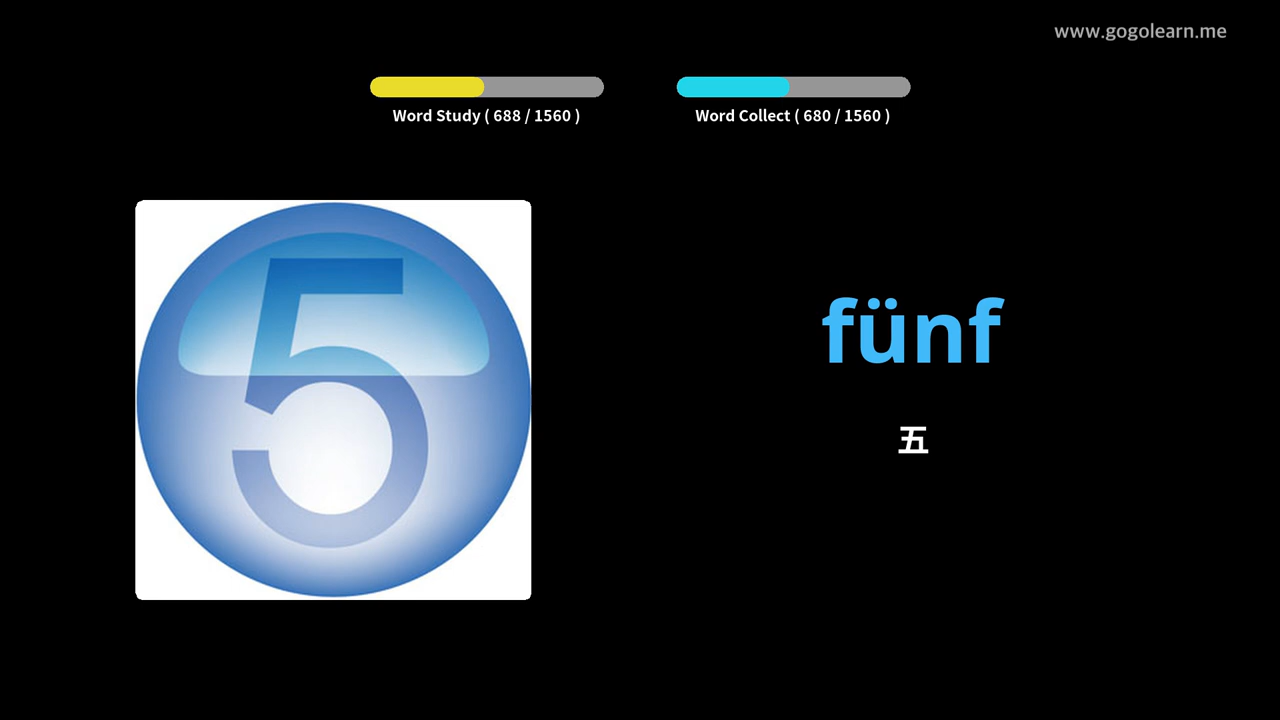 www.gogolearn.me
Word Study ( 688 / 1560 )
Word Collect ( 680 / 1560 )
5
fünf
五